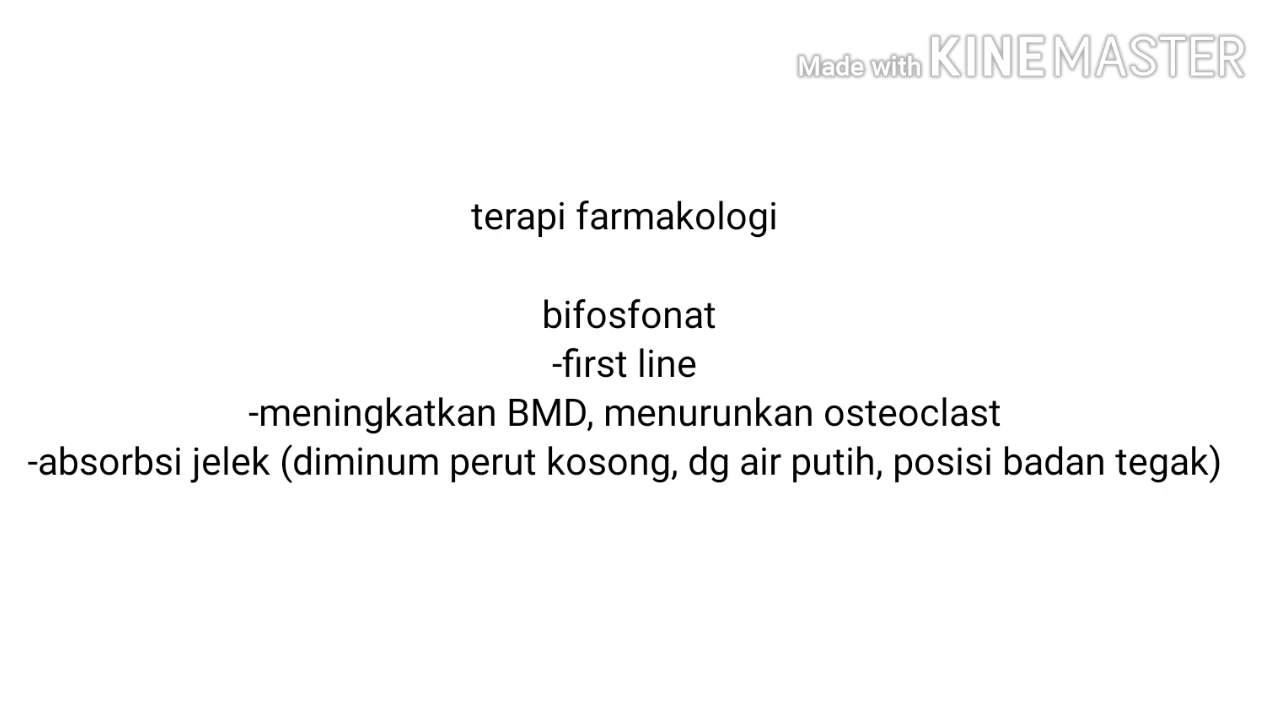 Made with KINEMASTER
terapi farmakologi
bifosfonat
-first line
-meningkatkan BMD, menurunkan osteoclast
-absorbsi jelek (diminum perut kosong, dg air putih, posisi badan tegak)